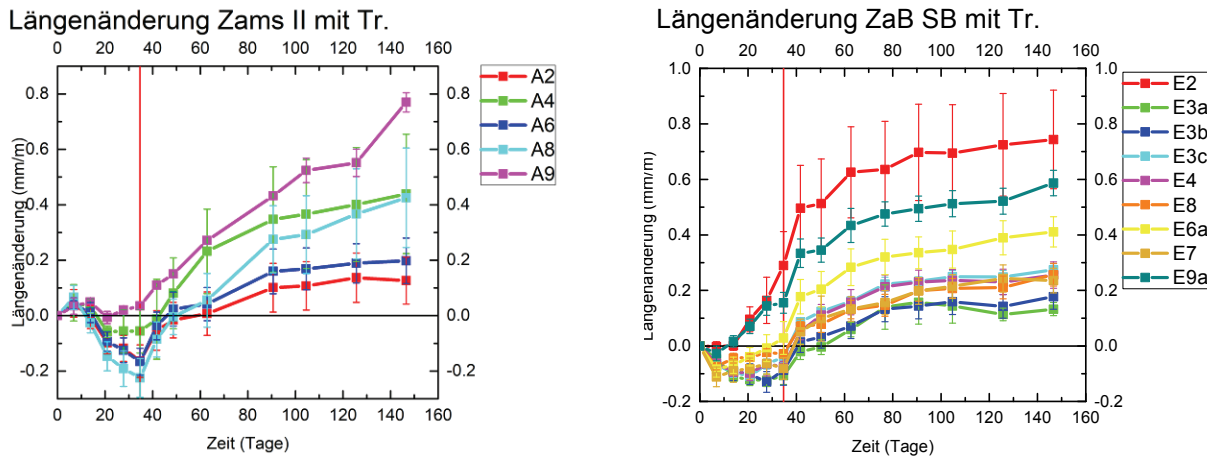 Längenänderung Zams II mit Tr.
0 20 40 60 80 100 120 140 160
0.8 0.8
0.6 0.6
0.4 0.4
0.2 0.2
0.0 0.0
-0.2 -0.2
0 20 40 60 80 100 120 140 160
Längenänderung (mm/m)
Längenänderung (mm/m)
Zeit (Tage)
A2
A4
A6
A8
A9
Längenänderung ZaB SB mit Tr.
0 20 40 60 80 100 120 140 160
1.0 1.0
0.8 0.8
0.6 0.6
0.4 0.4
0.2 0.2
0.0 0.0
-0.2 -0.2
0 20 40 60 80 100 120 140 160
Längenänderung (mm/m)
Längenänderung (mm/m)
Zeit (Tage)
E2
E3a
E3b
E3c
E4
E8
E6a
E7
E9a